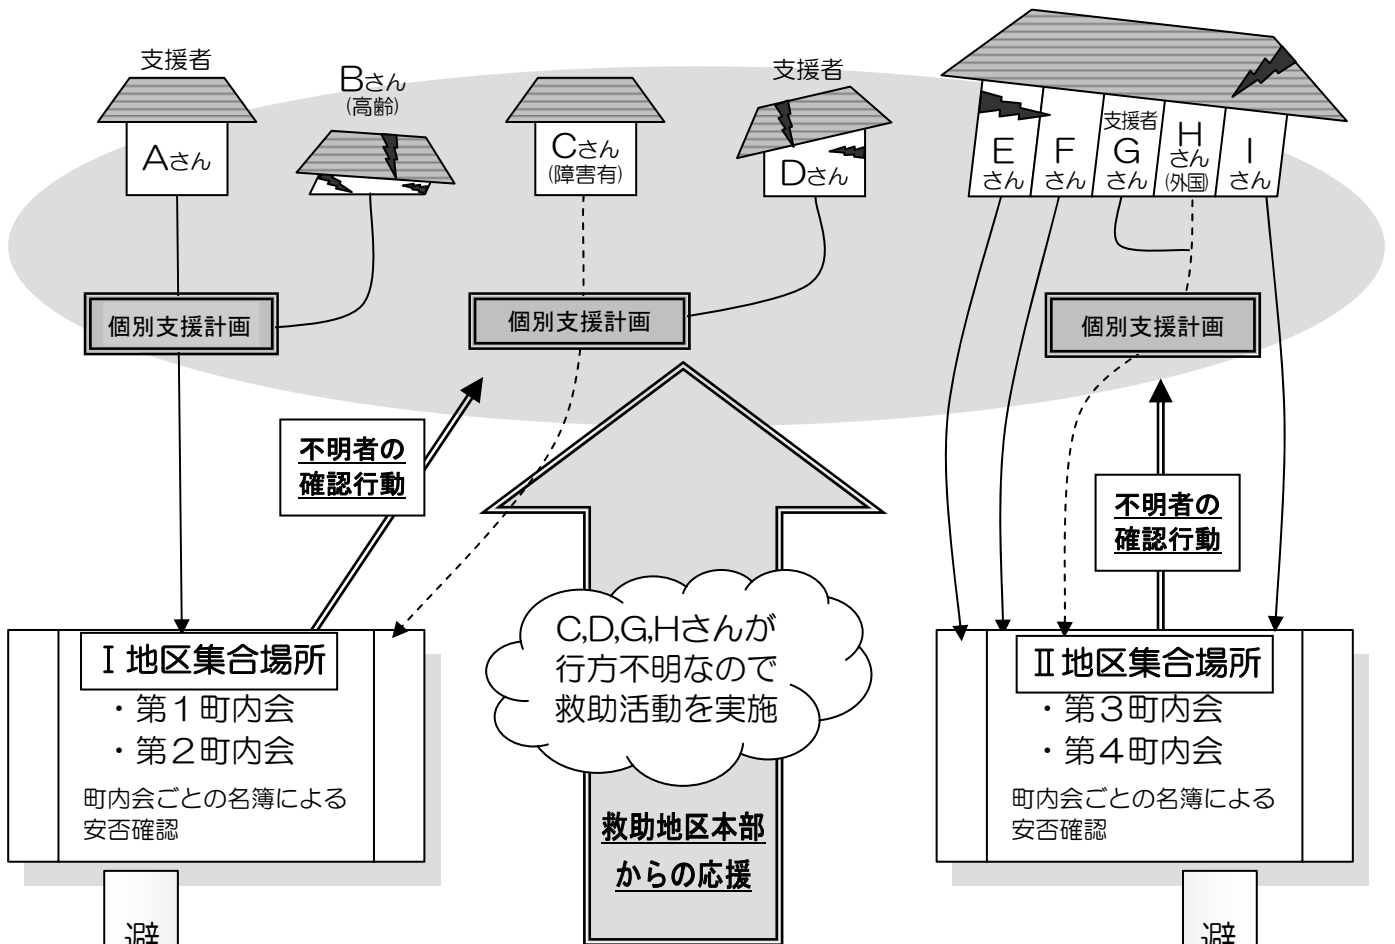 支援者
Aさん
Bさん
(高齢)
Cさん
(障害有)
支援者
Dさん
E
さん
F
さん
支援者
G
さん
H
さん
(外国)
I
さん
個別支援計画
個別支援計画
個別支援計画
不明者の
確認行動
不明者の
確認行動
C,D,G,Hさんが
行方不明なので
救助活動を実施
救助地区本部
からの応援
Ⅰ地区集合場所
・第1町内会
・第2町内会
町内会ごとの名簿による
安否確認
Ⅱ地区集合場所
・第3町内会
・第4町内会
町内会ごとの名簿による
安否確認
避
避